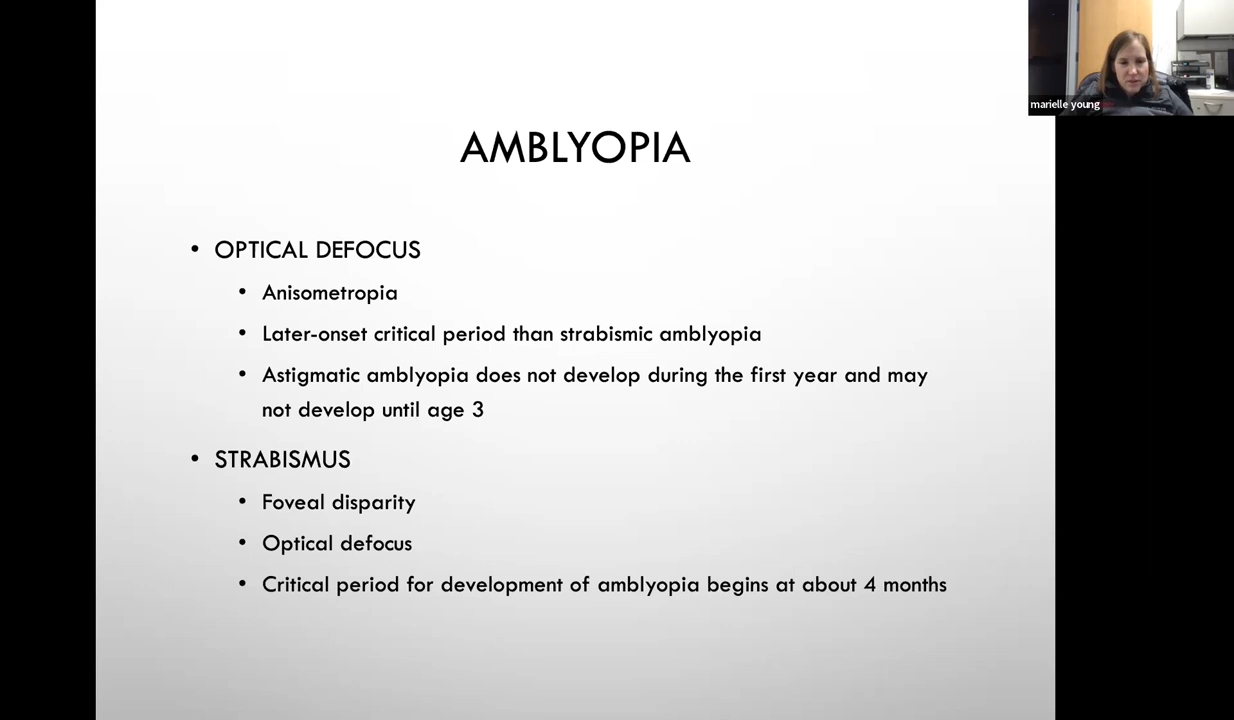 marielle young
AMBLYOPIA
• OPTICAL DEFOCUS
• Anisometropia
• Later-onset critical period than strabismic amblyopia
• Astigmatic amblyopia does not develop during the first year and may
not develop until age 3
• STRABISMUS
• Foveal disparity
• Optical defocus
• Critical period for development of amblyopia begins at about 4 months